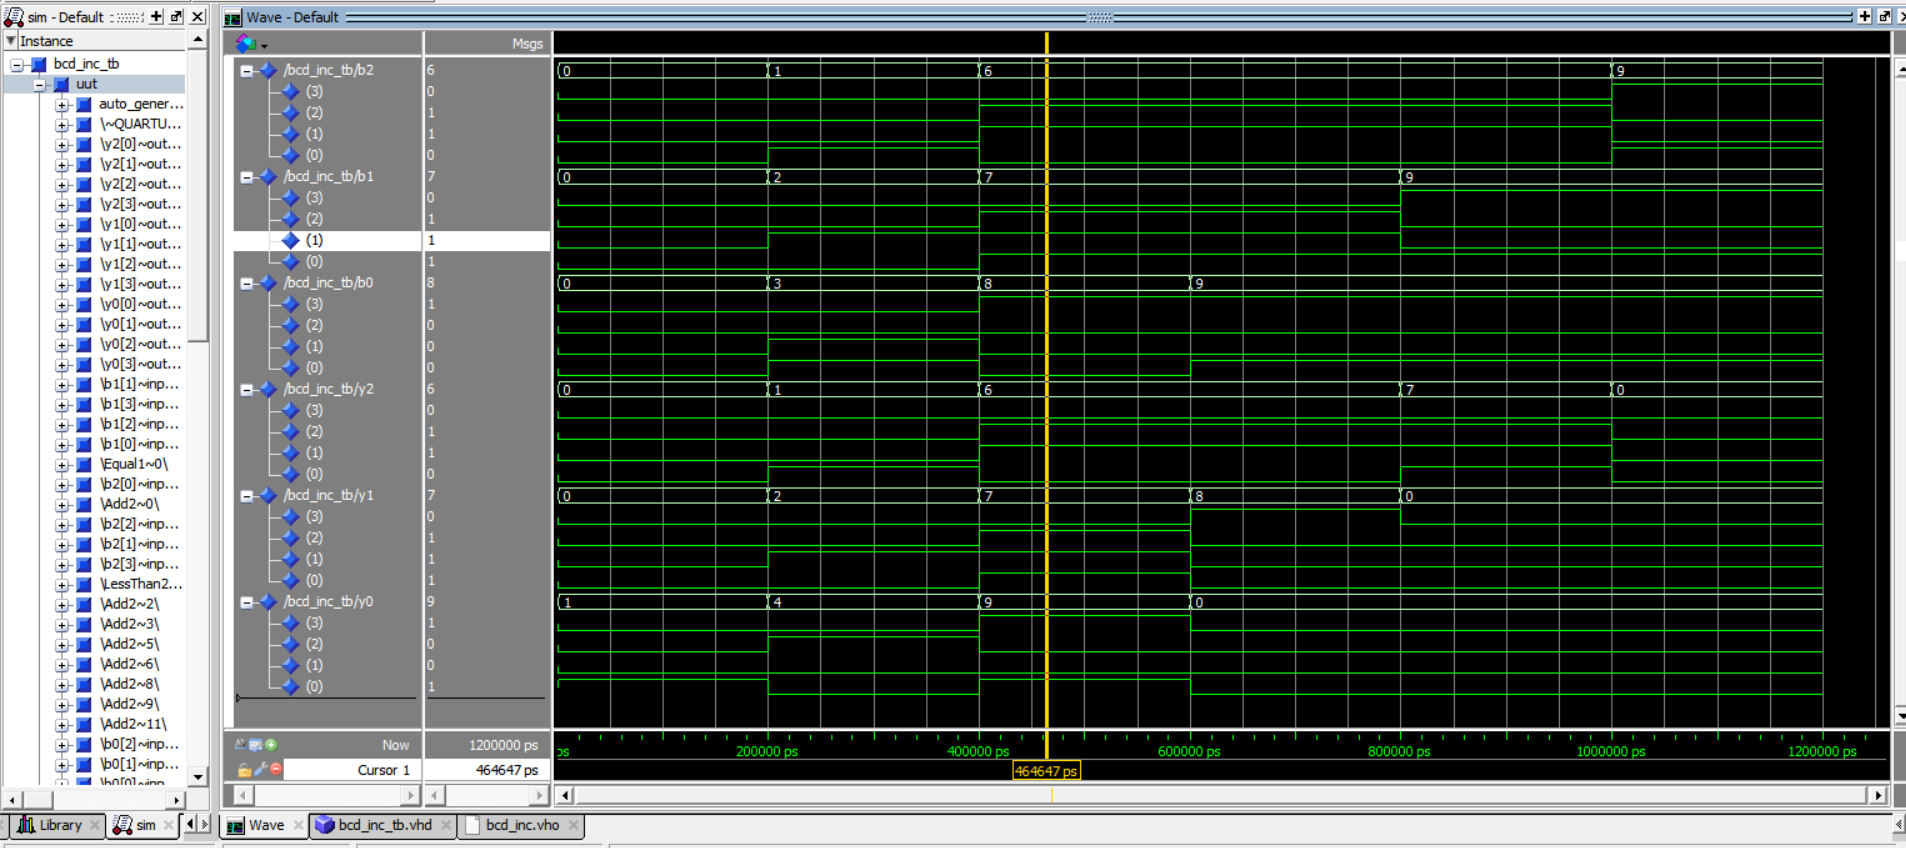 sim - Default
Instance
bcd_inc_tb
uut
auto_gener...
\~QUARTU...
\y2[0]~out...
\y2[1]~out...
\y2[2]~out...
\y2[3]~out...
\y1[0]~out...
\y1[1]~out...
\y1[2]~out...
\y1[3]~out...
\y0[0]~out...
\y0[1]~out...
\y0[2]~out...
\y0[3]~out...
\b1[1]~inp...
\b1[3]~inp...
\b1[2]~inp...
\b1[0]~inp...
\Equal1~0\
\b2[0]~inp...
\Add2~0\
\b2[2]~inp...
\b2[1]~inp...
\b2[3]~inp...
\LessThan2...
\Add2~2\
\Add2~3\
\Add2~5\
\Add2~6\
\Add2~8\
\Add2~9\
\Add2~11\
\b0[2]~inp...
\b0[1]~inp...
\b0[0]~inp
Library
sim
Wave - Default
Msgs
/bcd_inc_tb/b2 6 0 1 6 9
(3) 0
(2) 1
(1) 1
(0) 0
/bcd_inc_tb/b1 7 0 2 7 9
(3) 0
(2) 1
(1) 1
(0) 1
/bcd_inc_tb/b0 8 0 3 8 9
(3) 1
(2) 0
(1) 0
(0) 0
/bcd_inc_tb/y2 6 0 1 6 7 0
(3) 0
(2) 1
(1) 1
(0) 0
/bcd_inc_tb/y1 7 0 2 7 8 0
(3) 0
(2) 1
(1) 1
(0) 1
/bcd_inc_tb/y0 9 1 4 9 0
(3) 1
(2) 0
(1) 0
(0) 1
Now 1200000 ps ps 200000 ps 400000 ps 600000 ps 800000 ps 1000000 ps 1200000 ps
Cursor 1 464647 ps 464647 ps
Wave
bcd_inc_tb.vhd
bcd_inc.vho